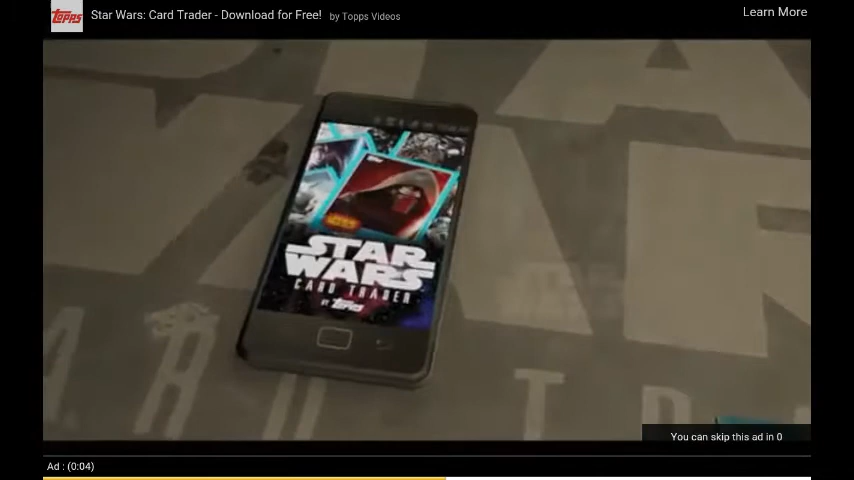 Topps
Star Wars: Card Trader - Download for Free! by Topps Videos
Learn More
Topps
STAR
WARS
CARD TRADER
BY Topps
You can skip this ad in 0
Ad : (0:04)